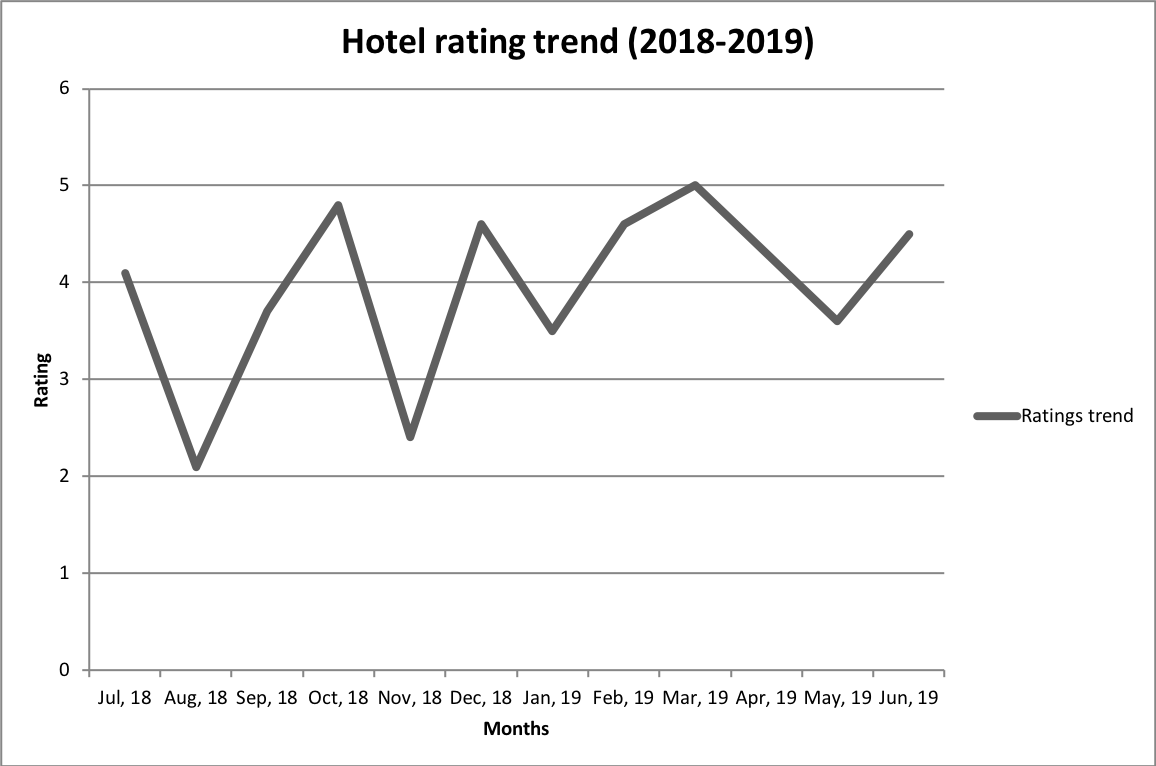 Hotel rating trend (2018-2019)
6
5
4
3
2
1
0
Rating
Jul, 18 Aug, 18 Sep, 18 Oct, 18 Nov, 18 Dec, 18 Jan, 19 Feb, 19 Mar, 19 Apr, 19 May, 19 Jun, 19
Months
Ratings trend